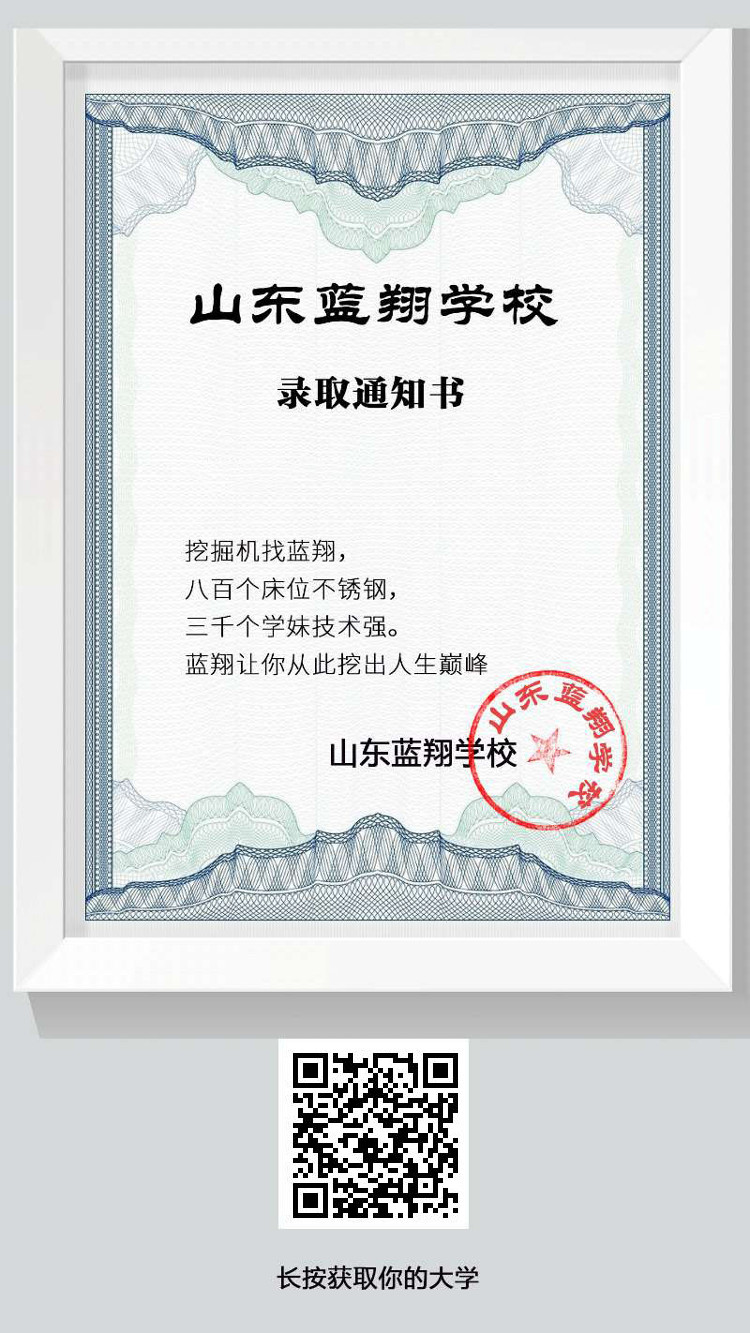 山东蓝翔学校
录取通知书
挖掘机找蓝翔，
八百个床位不锈钢，
三千个学妹技术强。
蓝翔让你从此挖出人生巅峰
山东蓝翔学校
山东蓝翔学校
长按获取你的大学